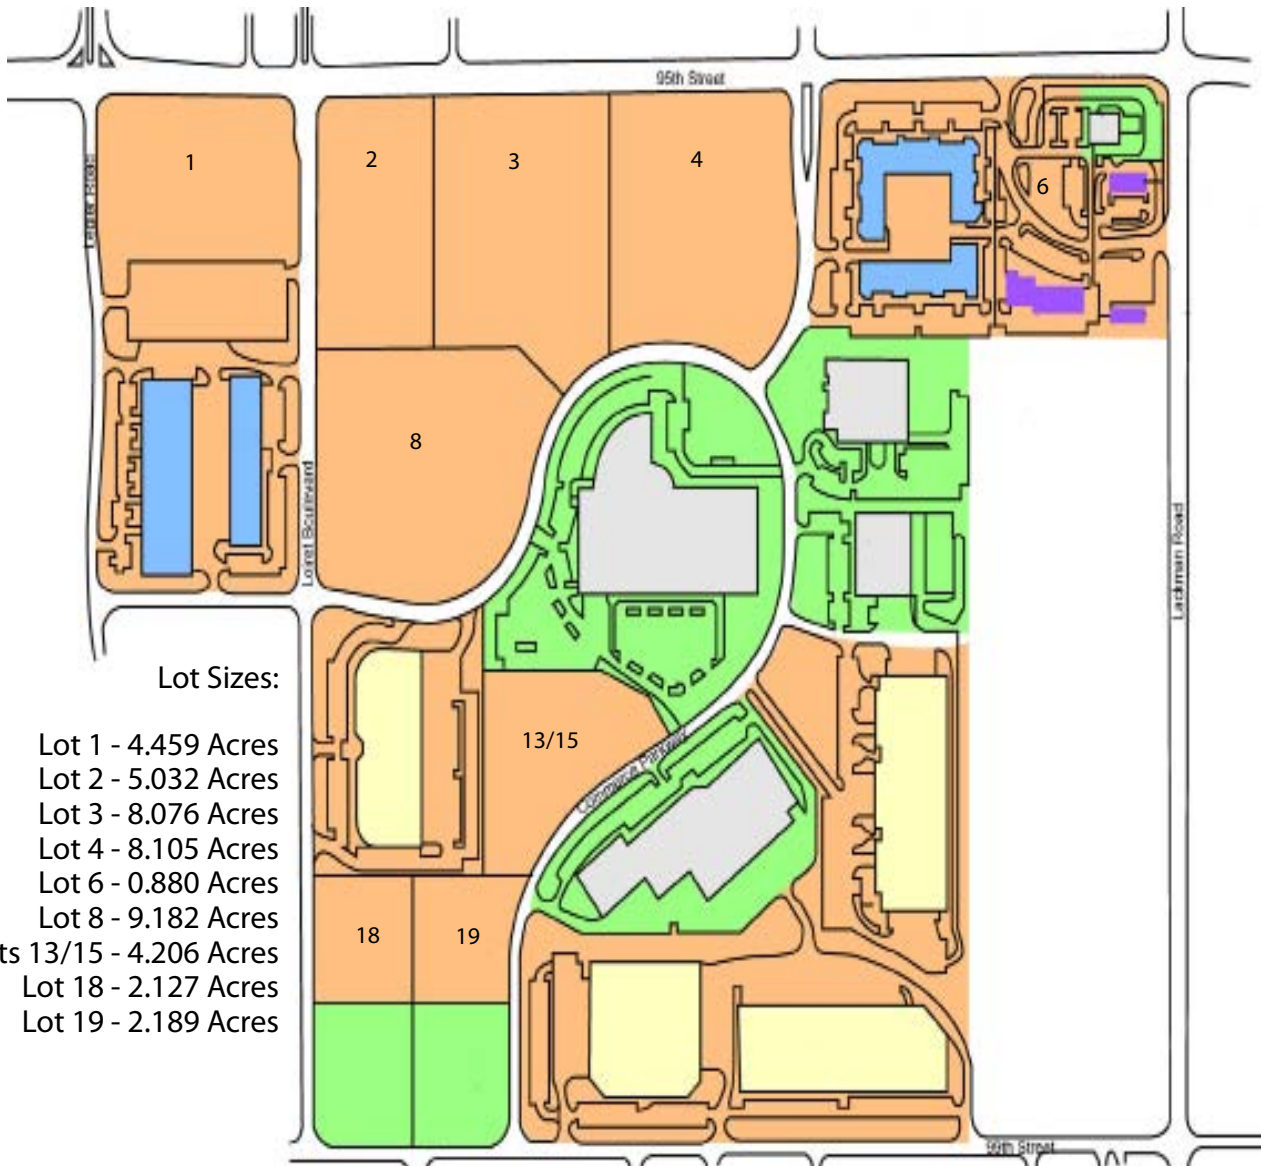 95th Street
1
2
3
4
6
Legler Road
8
Loiret Boulevard
Lackman Road
Lot Sizes:
13/15
Commerce Parkway
Lot 1 - 4.459 Acres
Lot 2 - 5.032 Acres
Lot 3 - 8.076 Acres
Lot 4 - 8.105 Acres
Lot 6 - 0.880 Acres
Lot 8 - 9.182 Acres
ts 13/15 - 4.206 Acres
Lot 18 - 2.127 Acres
Lot 19 - 2.189 Acres
18
19
99th Street